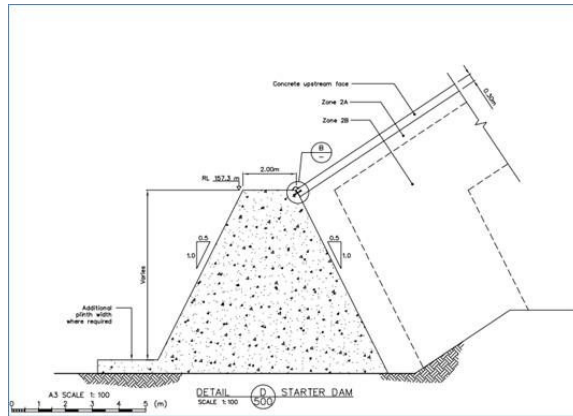 Concrete upstream face
Zone 2A
Zone 2B
0.30m
B
-
2.00m
RL 157.3 m
0.5
1.0
0.5
1.0
Varies
Additional
plinth width
where required
A3 SCALE 1: 100
0 1 2 3 4 5 (m)
DETAIL D STARTER DAM
SCALE 1:100 500